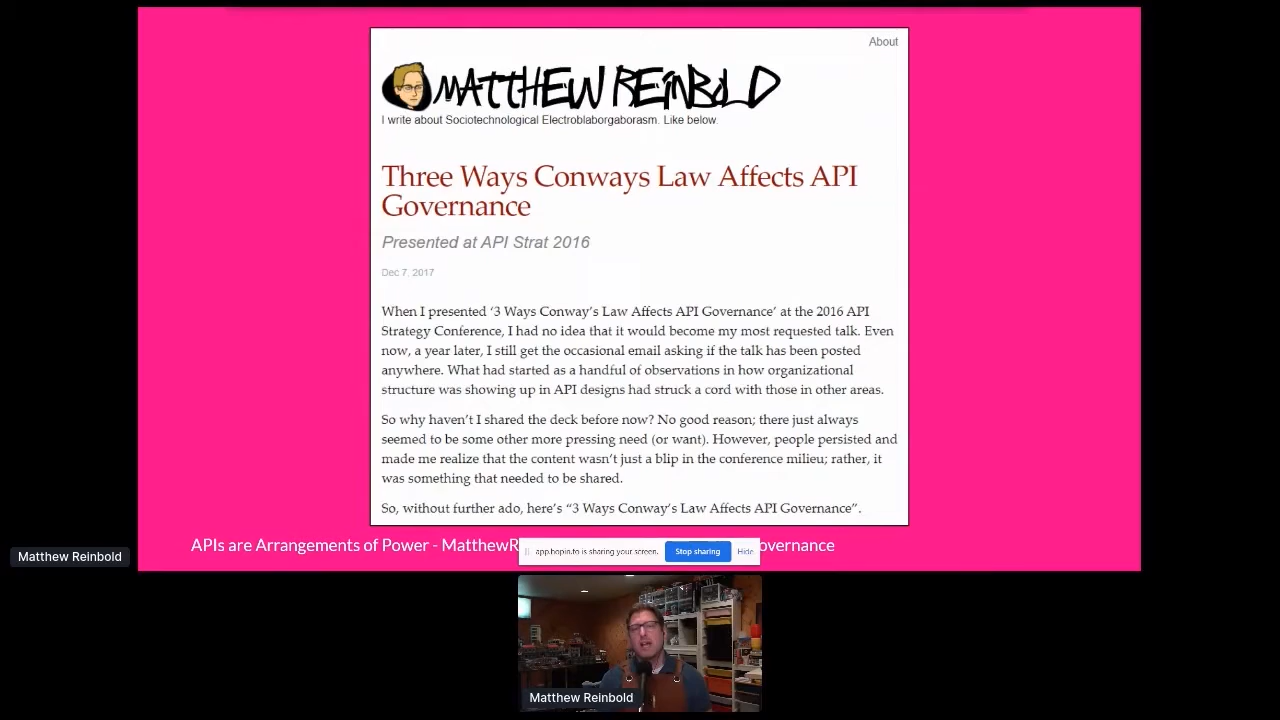 About
MATTHEW REINBOLD
I write about Sociotechnological Electroblaborgaborasm. Like below.
Three Ways Conways Law Affects API
Governance
Presented at API Strat 2016
Dec 7, 2017
When I presented ‘3 Ways Conway’s Law Affects API Governance’ at the 2016 API
Strategy Conference, I had no idea that it would become my most requested talk. Even
now, a year later, I still get the occasional email asking if the talk has been posted
anywhere. What had started as a handful of observations in how organizational
structure was showing up in API designs had struck a cord with those in other areas.
So why haven’t I shared the deck before now? No good reason; there just always
seemed to be some other more pressing need (or want). However, people persisted and
made me realize that the content wasn’t just a blip in the conference milieu; rather, it
was something that needed to be shared.
So, without further ado, here’s “3 Ways Conway’s Law Affects API Governance”.
APIs are Arrangements of Power - MatthewR overnance
app.hopin.to is sharing your screen. Stop sharing Hide
Matthew Reinbold
Matthew Reinbold